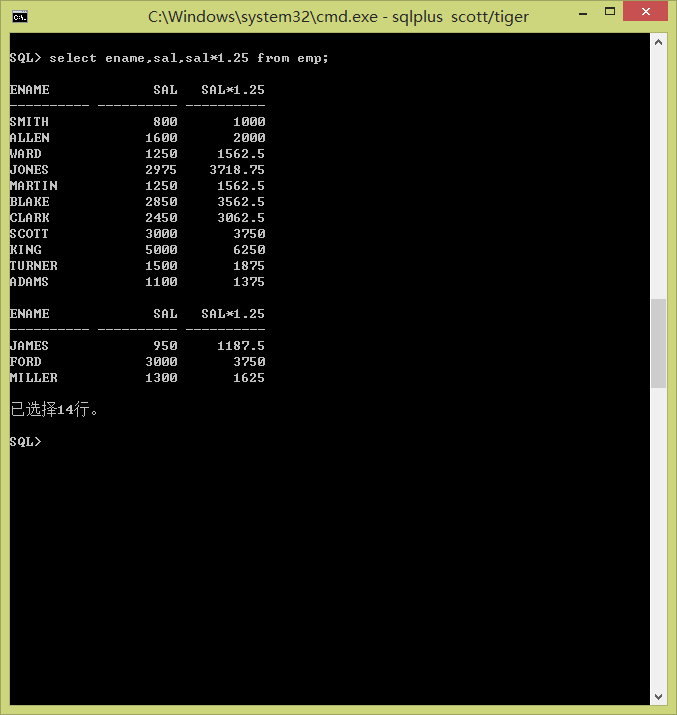 C:\Windows\system32\cmd.exe - sqlplus  scott/tiger
SQL> select ename,sal,sal*1.25 from emp;
ENAME             SAL   SAL*1.25
---------- ---------- ----------
SMITH             800       1000
ALLEN            1600       2000
WARD             1250     1562.5
JONES            2975    3718.75
MARTIN           1250     1562.5
BLAKE            2850     3562.5
CLARK            2450     3062.5
SCOTT            3000       3750
KING             5000       6250
TURNER           1500       1875
ADAMS            1100       1375
ENAME             SAL   SAL*1.25
---------- ---------- ----------
JAMES             950     1187.5
FORD             3000       3750
MILLER           1300       1625
已选择14行。
SQL>